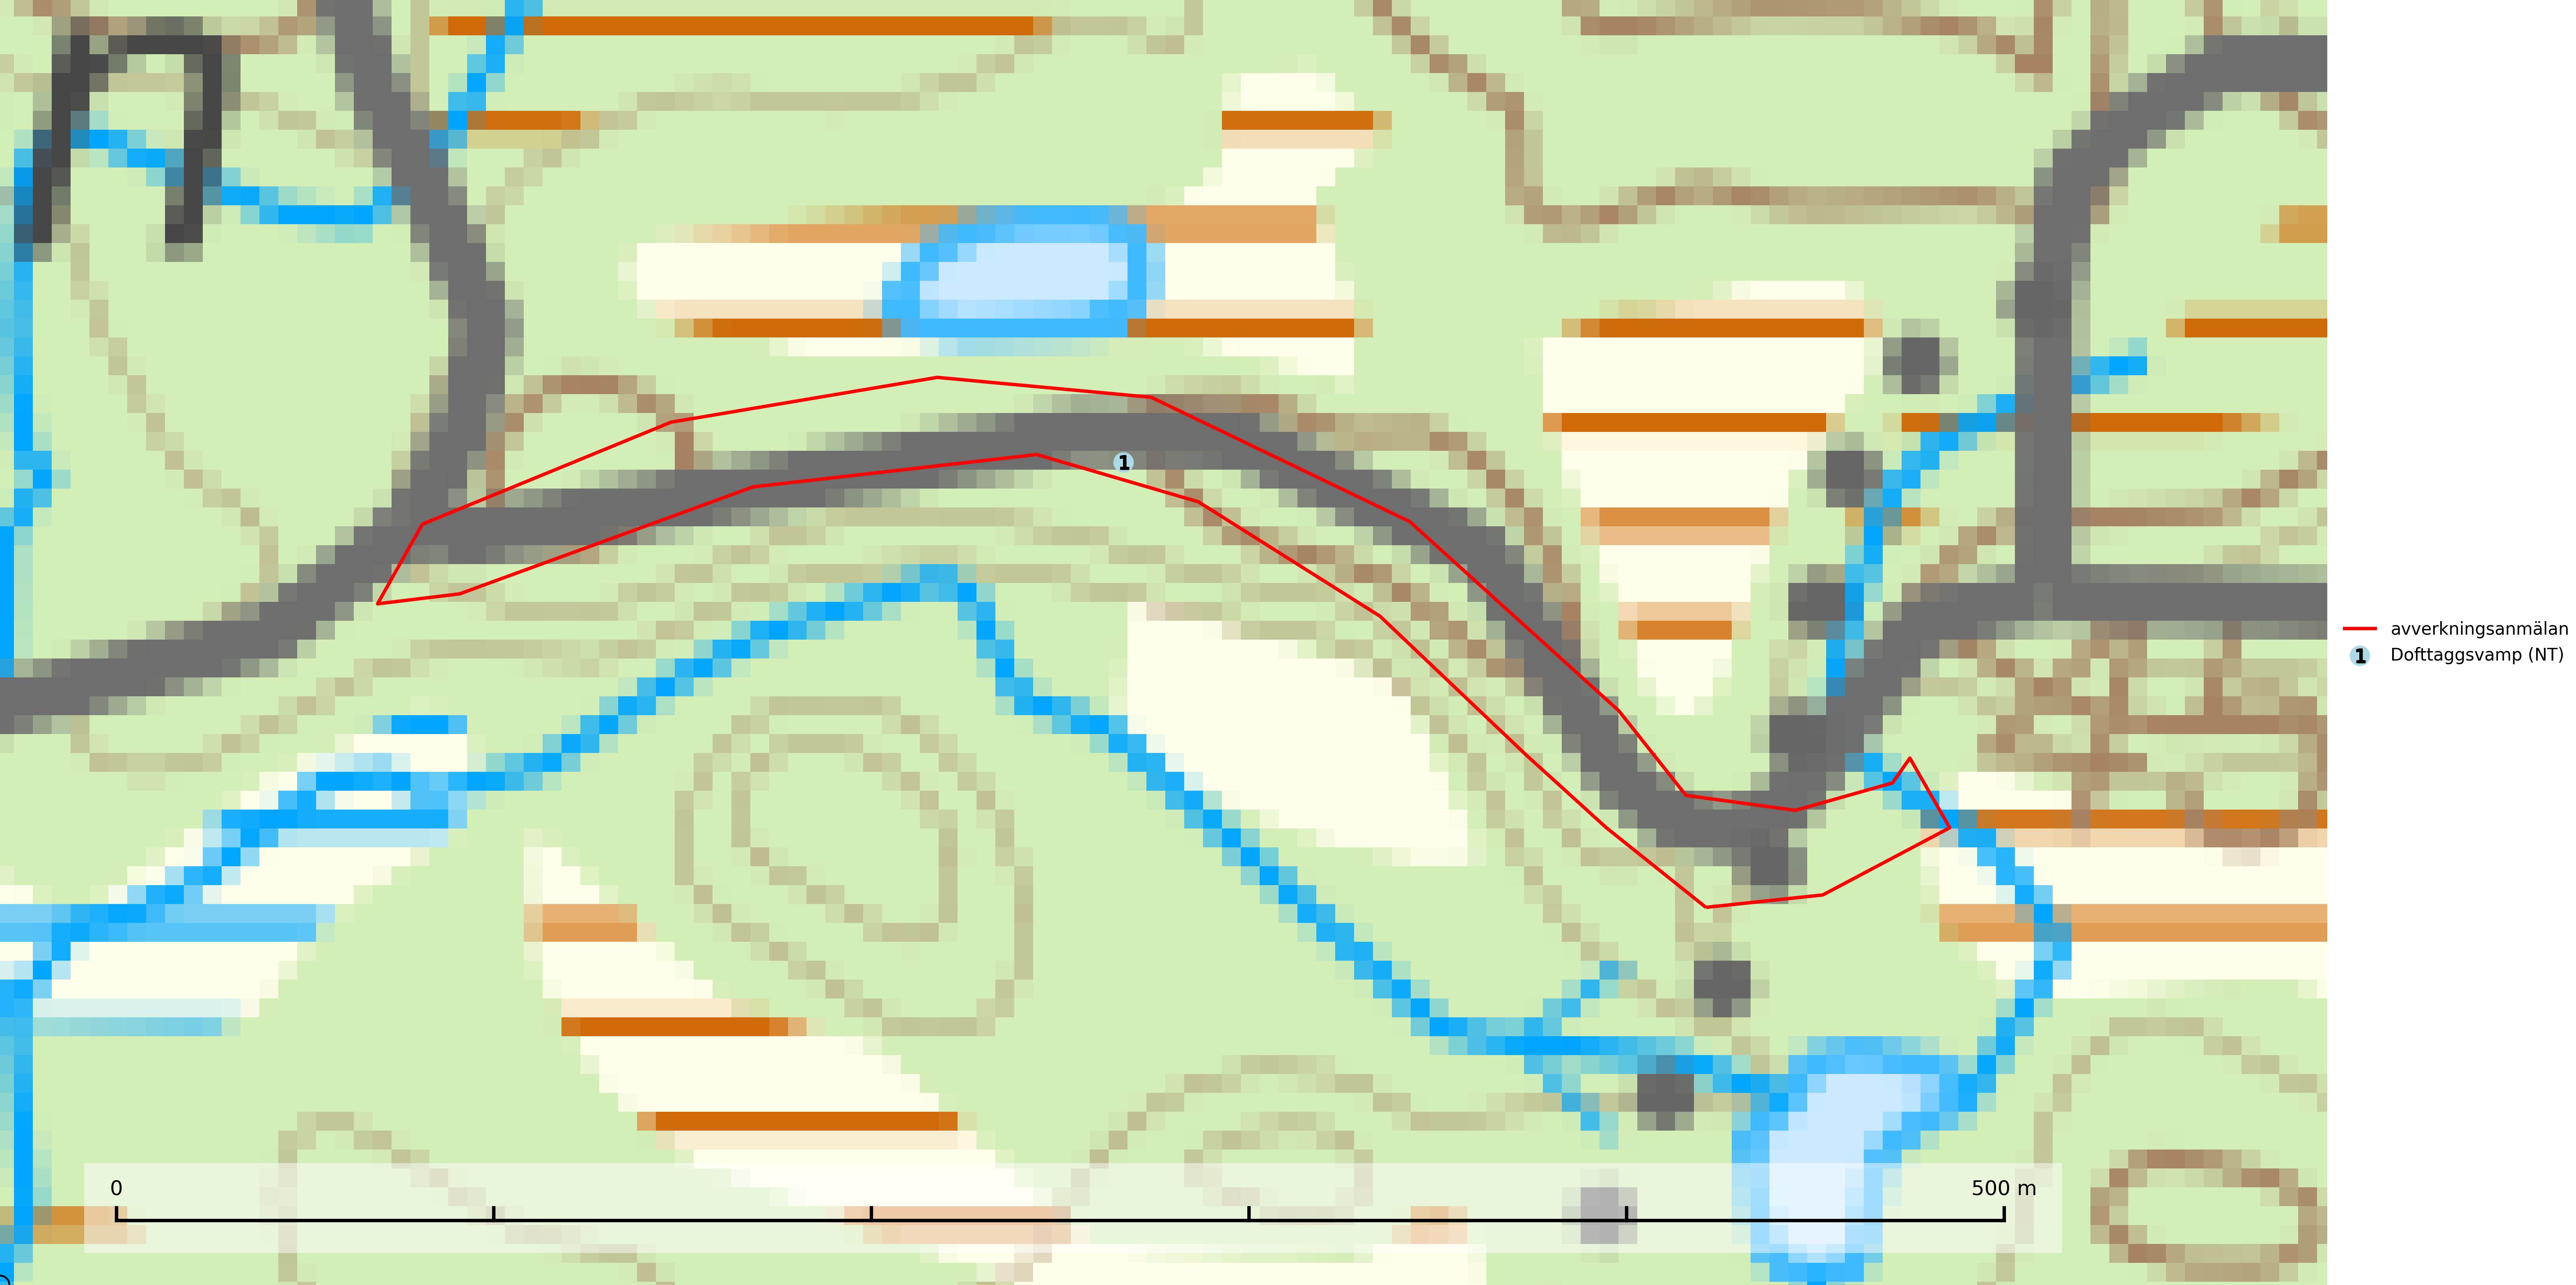 1
avverkningsanmälan
1 Dofttaggsvamp (NT)
0 500 m